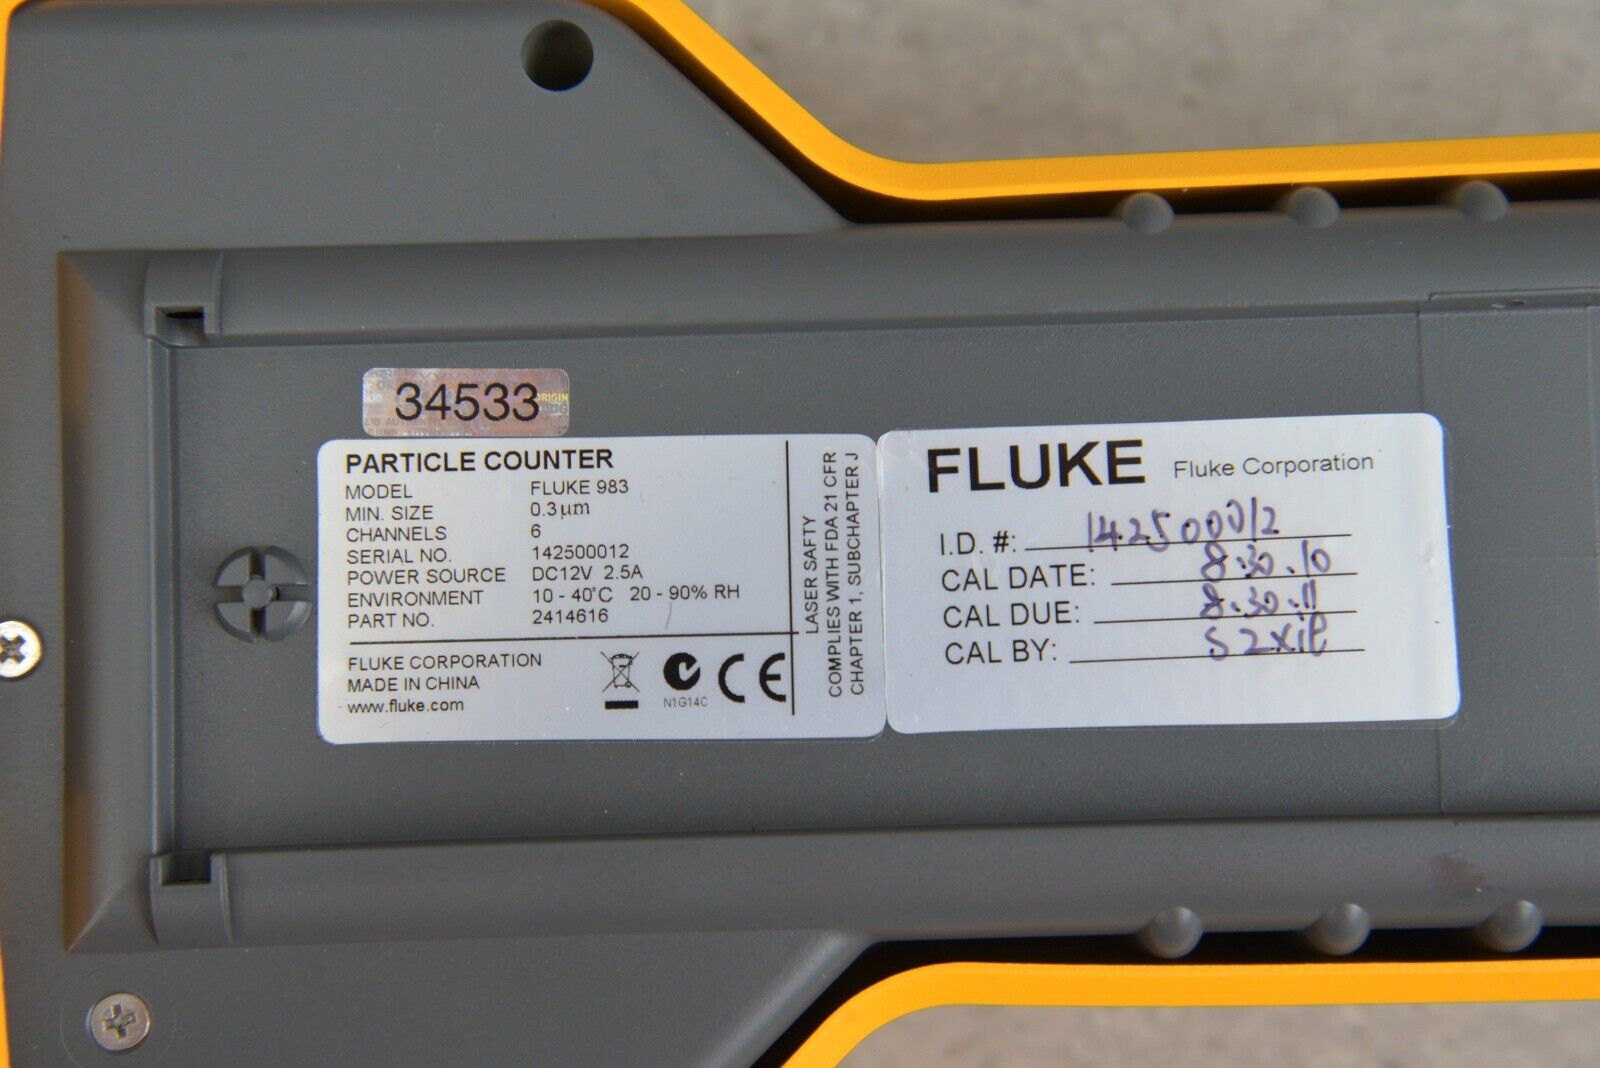 34533
ORIGIN
PARTICLE COUNTER
MODEL FLUKE 983
MIN. SIZE 0.3μm
CHANNELS 6
SERIAL NO. 142500012
POWER SOURCE DC12V 2.5A
ENVIRONMENT 10 - 40°C 20 - 90% RH
PART NO. 2414616
FLUKE CORPORATION
MADE IN CHINA
www.fluke.com
N1G14C
CE
LASER SAFTY
COMPLIES WITH FDA 21 CFR
CHAPTER 1, SUBCHAPTER J
FLUKE Fluke Corporation
I.D. #: 142500012
CAL DATE: 8.30.10
CAL DUE: 8.30.11
CAL BY: